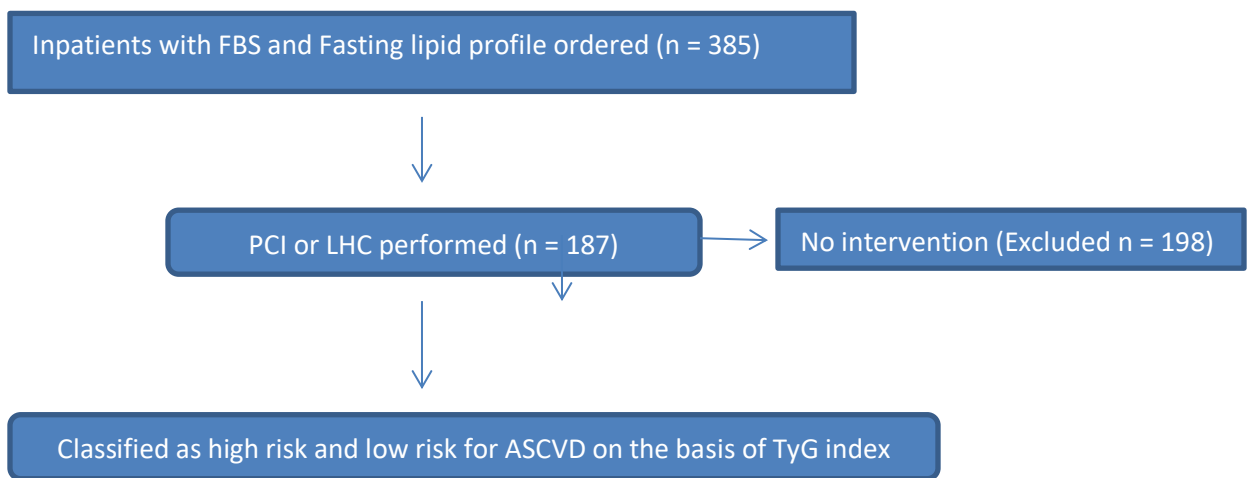 Inpatients with FBS and Fasting lipid profile ordered (n = 385)
PCI or LHC performed (n = 187)
No intervention (Excluded n = 198)
Classified as high risk and low risk for ASCVD on the basis of TyG index